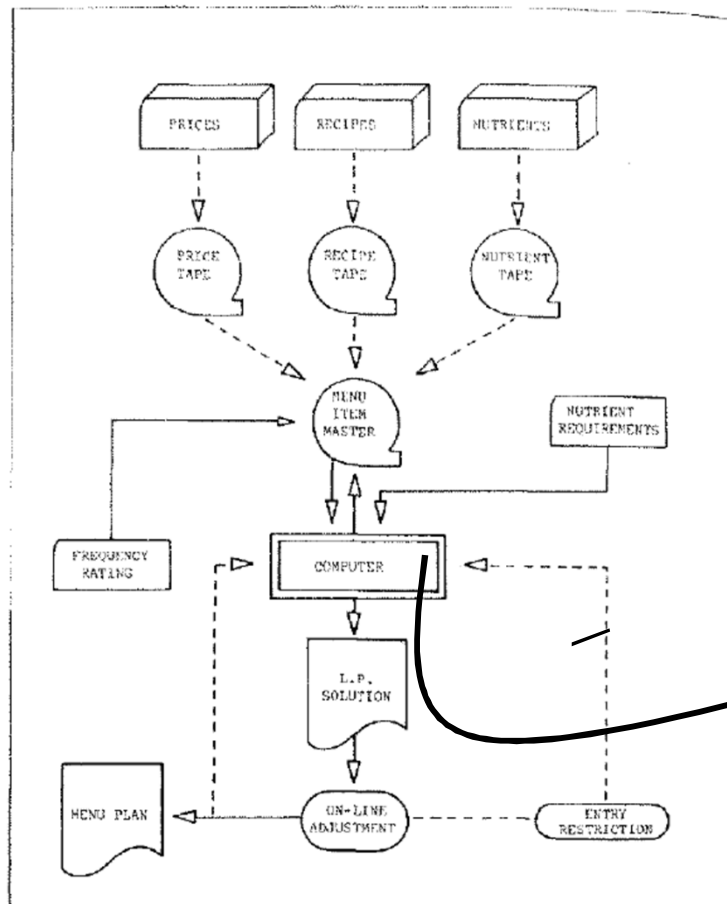 PRICES
RECIPES
NUTRIENTS
PRICE
TAPE
RECIPE
TAPE
NUTRIENT
TAPE
MENU
ITEM
MASTER
NUTRIENT
REQUIREMENTS
FREQUENCY
RATING
COMPUTER
L.P.
SOLUTION
MENU PLAN
ON-LINE
ADJUSTMENT
ENTRY
RESTRICTION